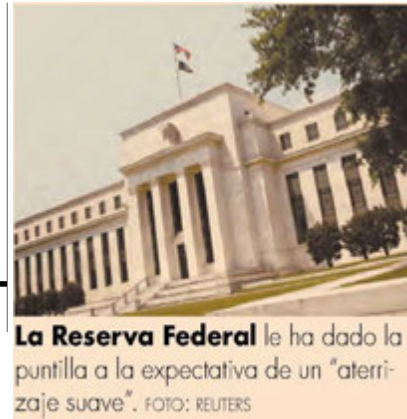 La Reserva Federal le ha dado la
puntilla a la expectativa de un "aterri-
zaje suave". FOTO: REUTERS